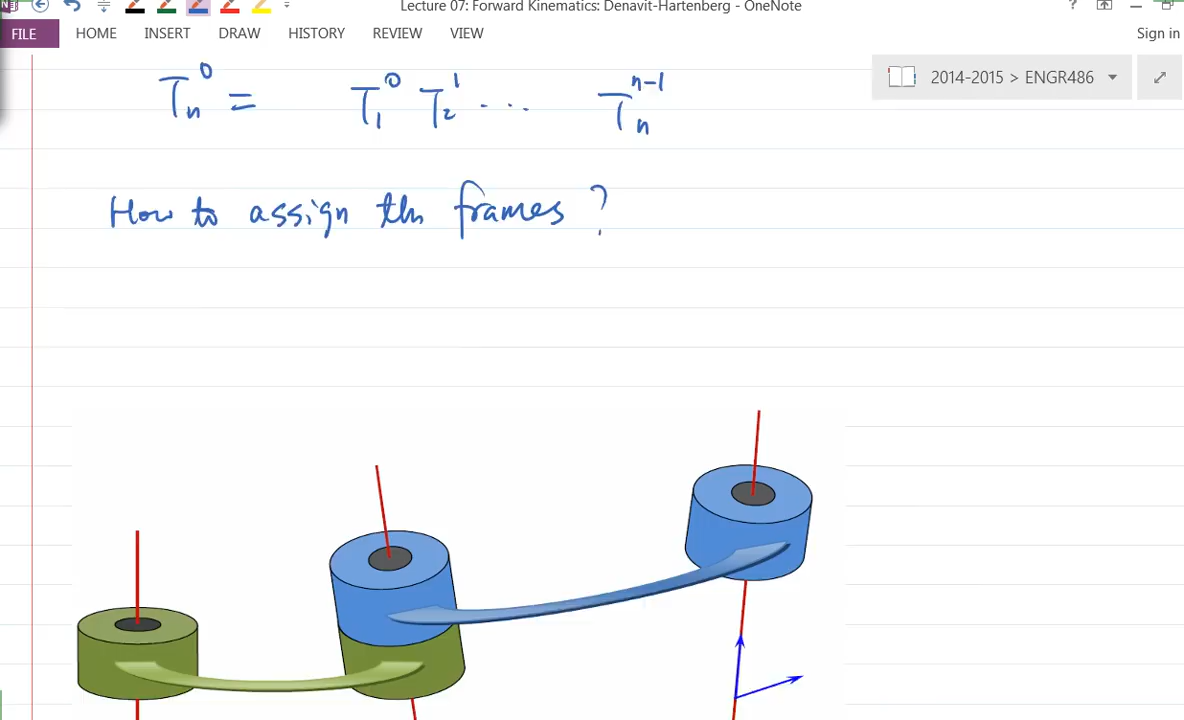 Lecture 07: Forward Kinematics: Denavit-Hartenberg - OneNote
?
FILE HOME INSERT DRAW HISTORY REVIEW VIEW
Sign in
2014-2015 > ENGR486
T_n^0 = T_1^0 T_2^1 ... T_n^{n-1}
How to assign the frames ?